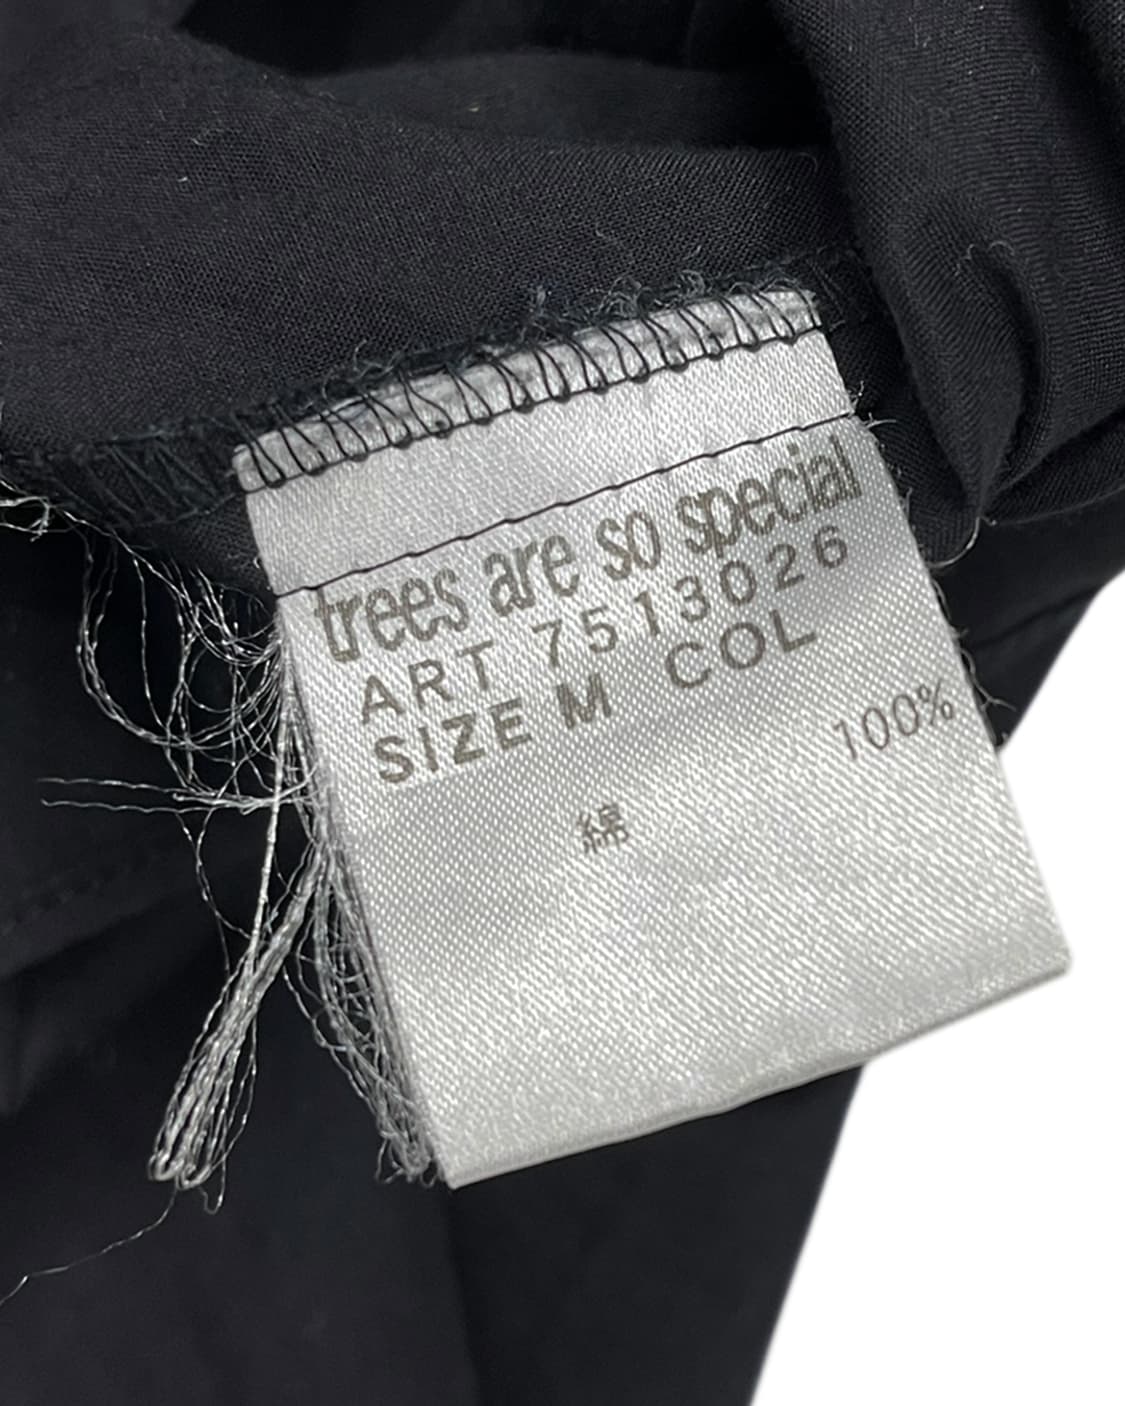 trees are so special
ART 7513026
SIZE M COL
100%
綿